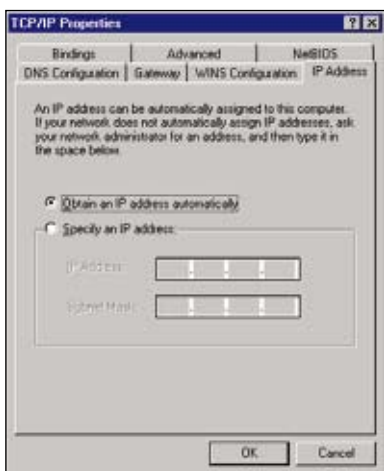 TCP/IP Properties
Bindings Advanced NetBIOS
DNS Configuration Gateway WINS Configuration IP Address
An IP address can be automatically assigned to this computer.
If your network does not automatically assign IP addresses, ask
your network administrator for an address, and then type it in
the space below.
Obtain an IP address automatically
Specify an IP address:
IP Address:
Subnet Mask:
OK Cancel